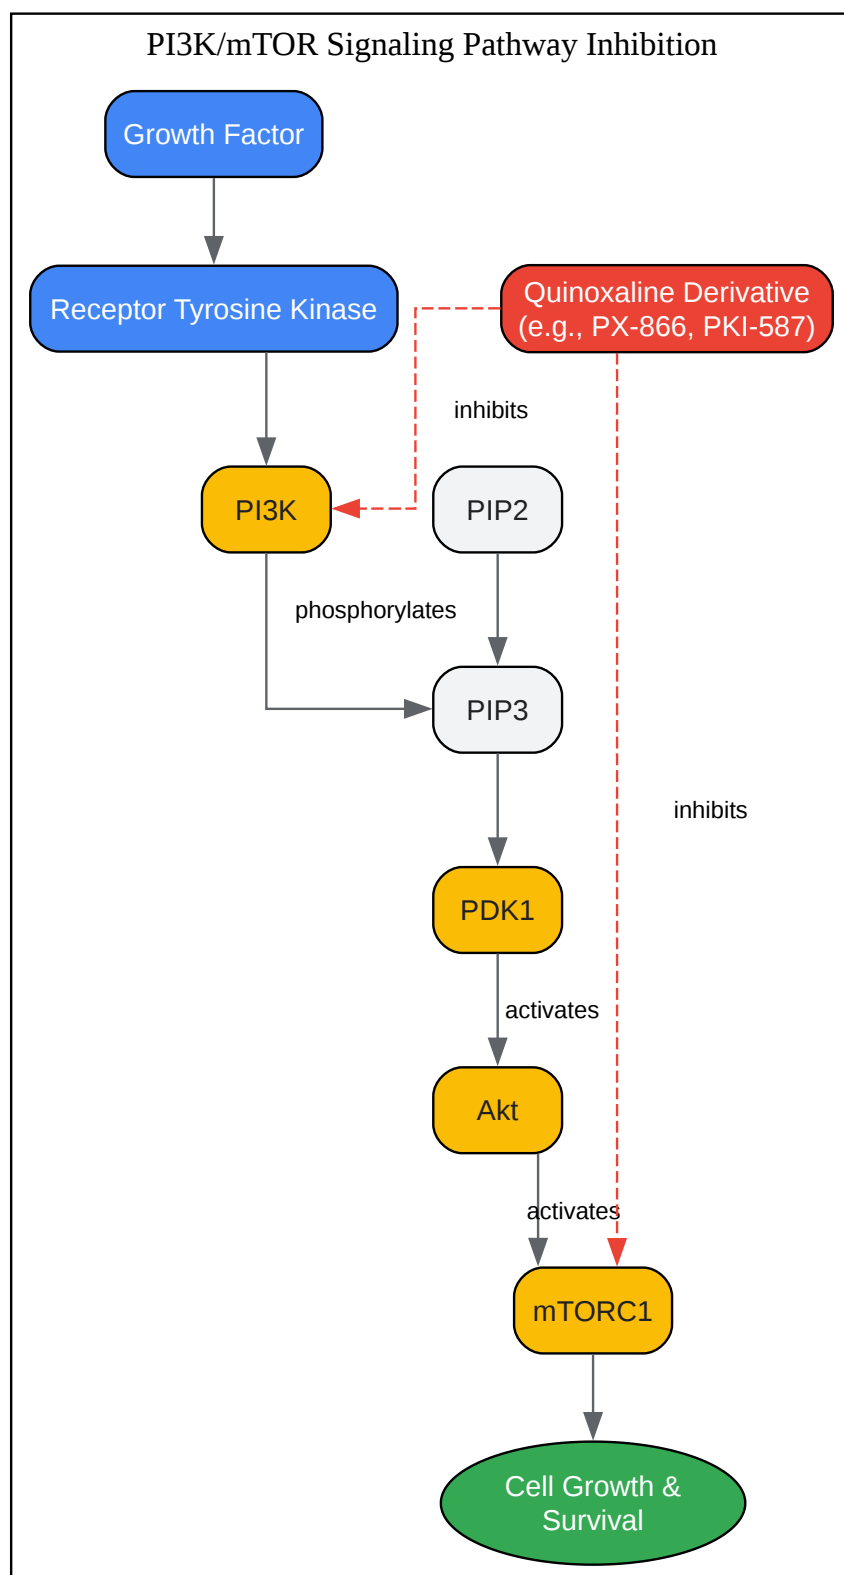 PI3K/mTOR Signaling Pathway Inhibition
Growth Factor
Receptor Tyrosine Kinase
Quinoxaline Derivative
(e.g., PX-866, PKI-587)
inhibits
PI3K
PIP2
phosphorylates
PIP3
inhibits
PDK1
activates
Akt
activates
mTORC1
Cell Growth &
Survival